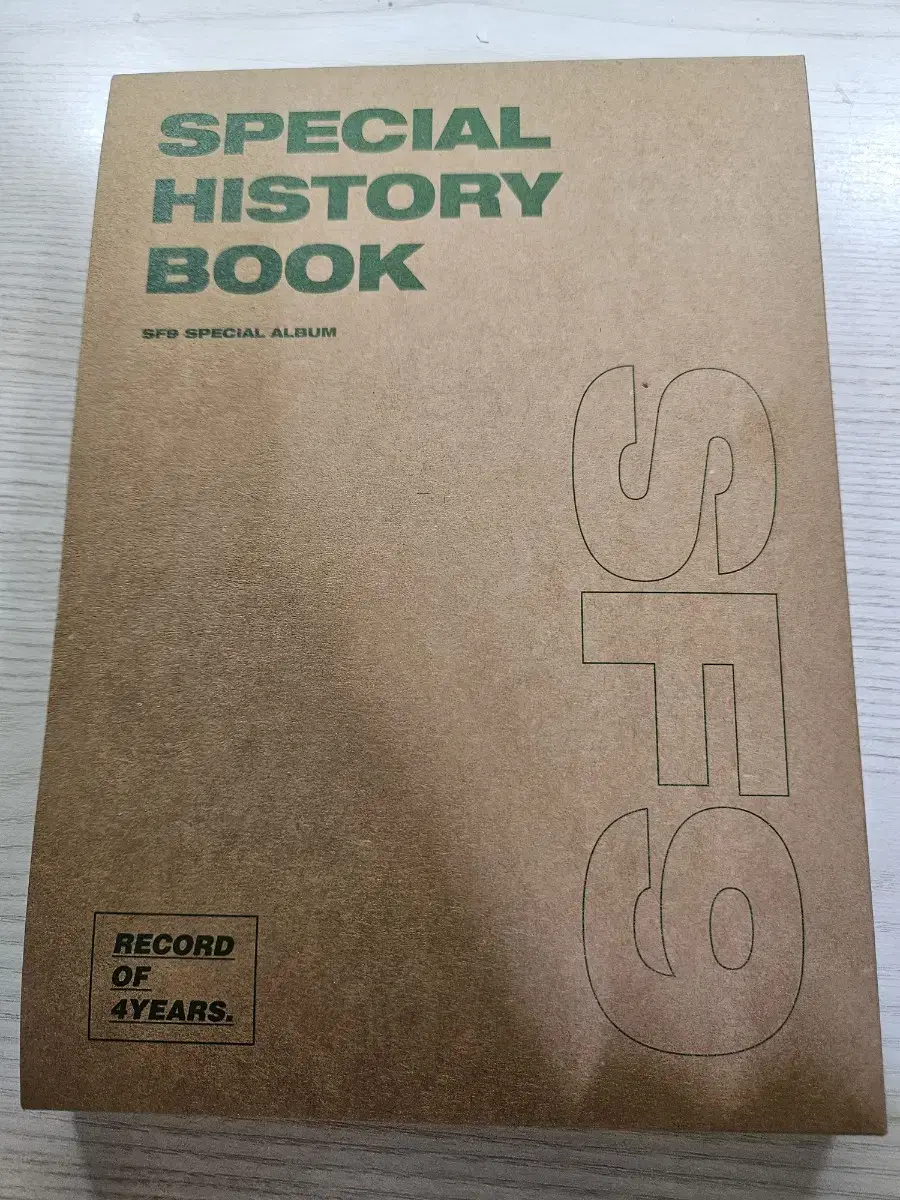 SPECIAL
HISTORY
BOOK
SF9 SPECIAL ALBUM
SF9
RECORD
OF
4YEARS.